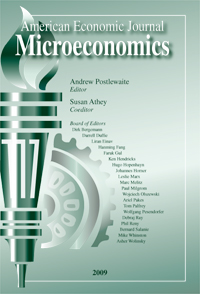 American Economic Journal
Microeconomics
Andrew Postlewaite
Editor
Susan Athey
Coeditor
Board of Editors
Dirk Bergemann
Darrell Duffie
Liran Einav
Hanming Fang
Faruk Gul
Ken Hendricks
Hugo Hopenhayn
Johannes Horner
Leslie Marx
Marc Melitz
Paul Milgrom
Wojciech Olszewski
Ariel Pakes
Tom Palfrey
Wolfgang Pesendorfer
Debraj Ray
Phil Reny
Bernard Salanie
Mike Whinston
Asher Wolinsky
2009